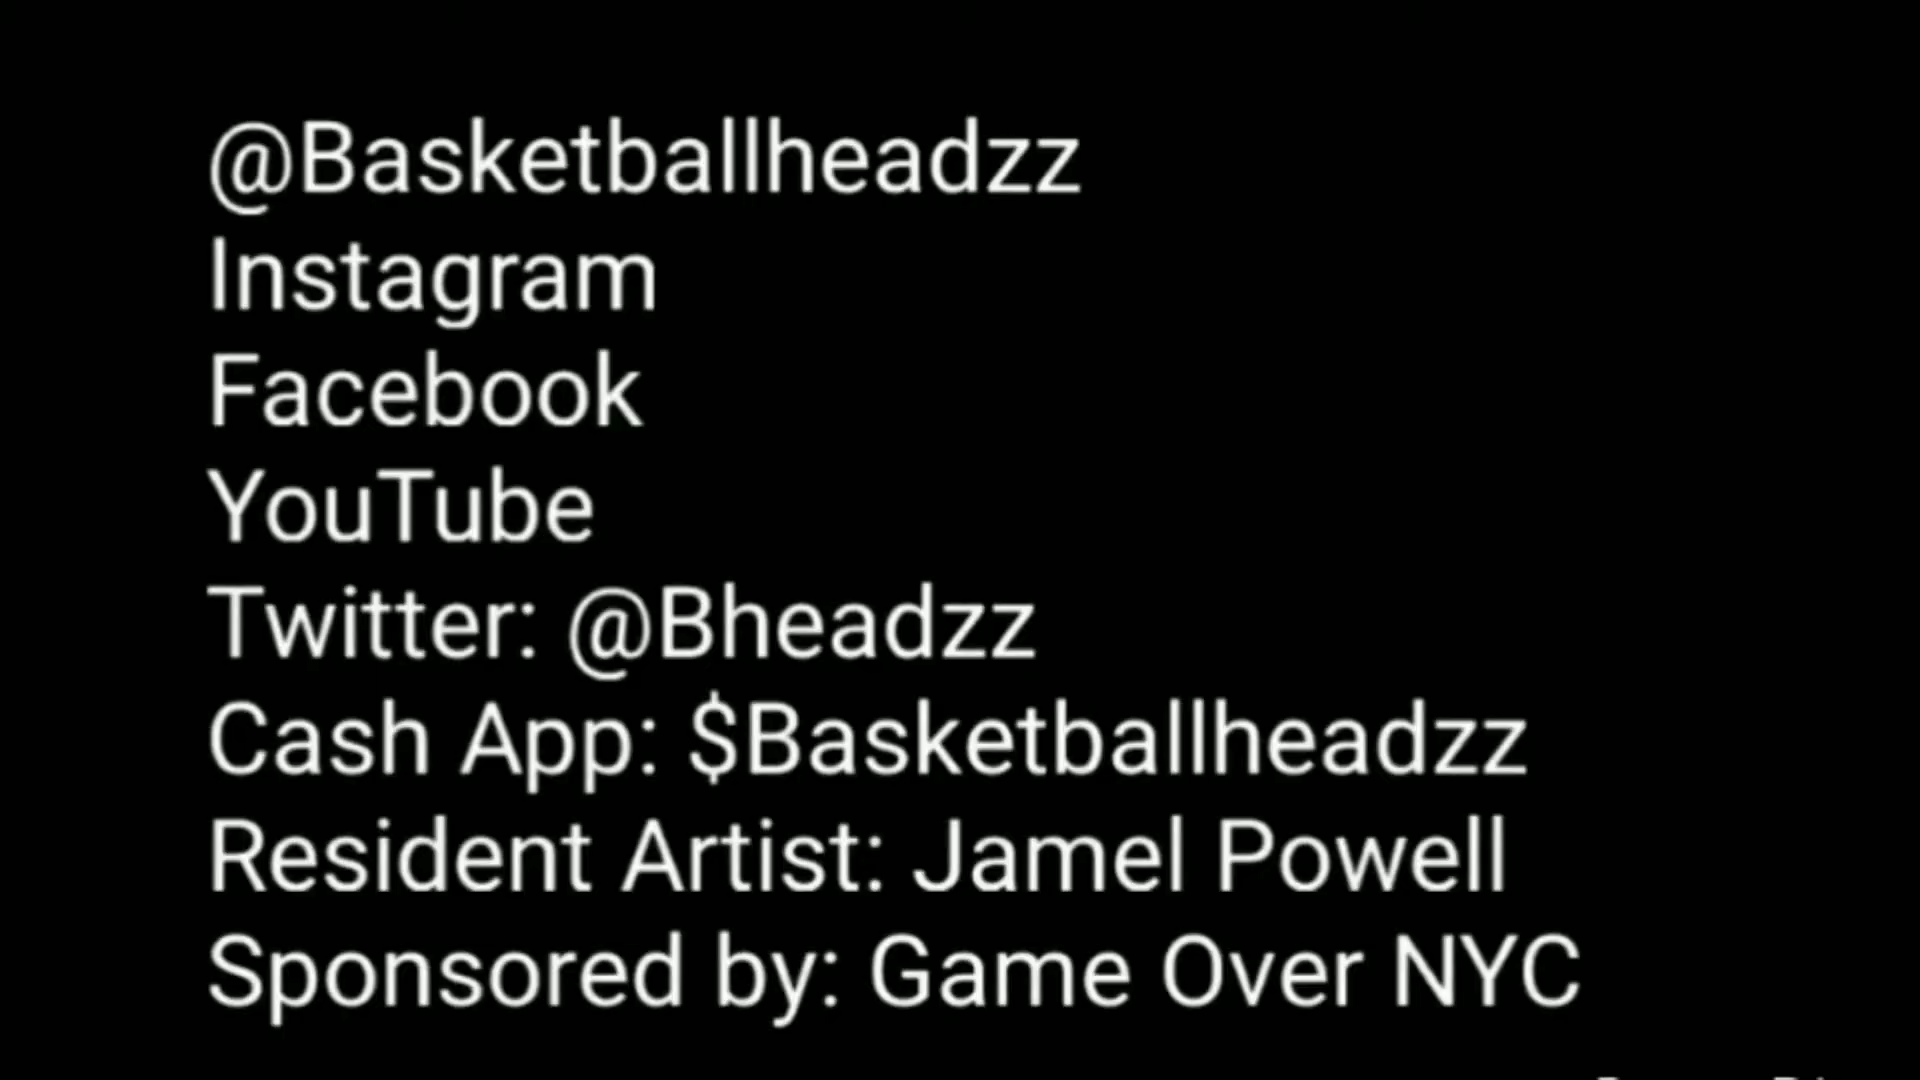 @Basketballheadzz
Instagram
Facebook
YouTube
Twitter: @Bheadzz
Cash App: $Basketballheadzz
Resident Artist: Jamel Powell
Sponsored by: Game Over NYC